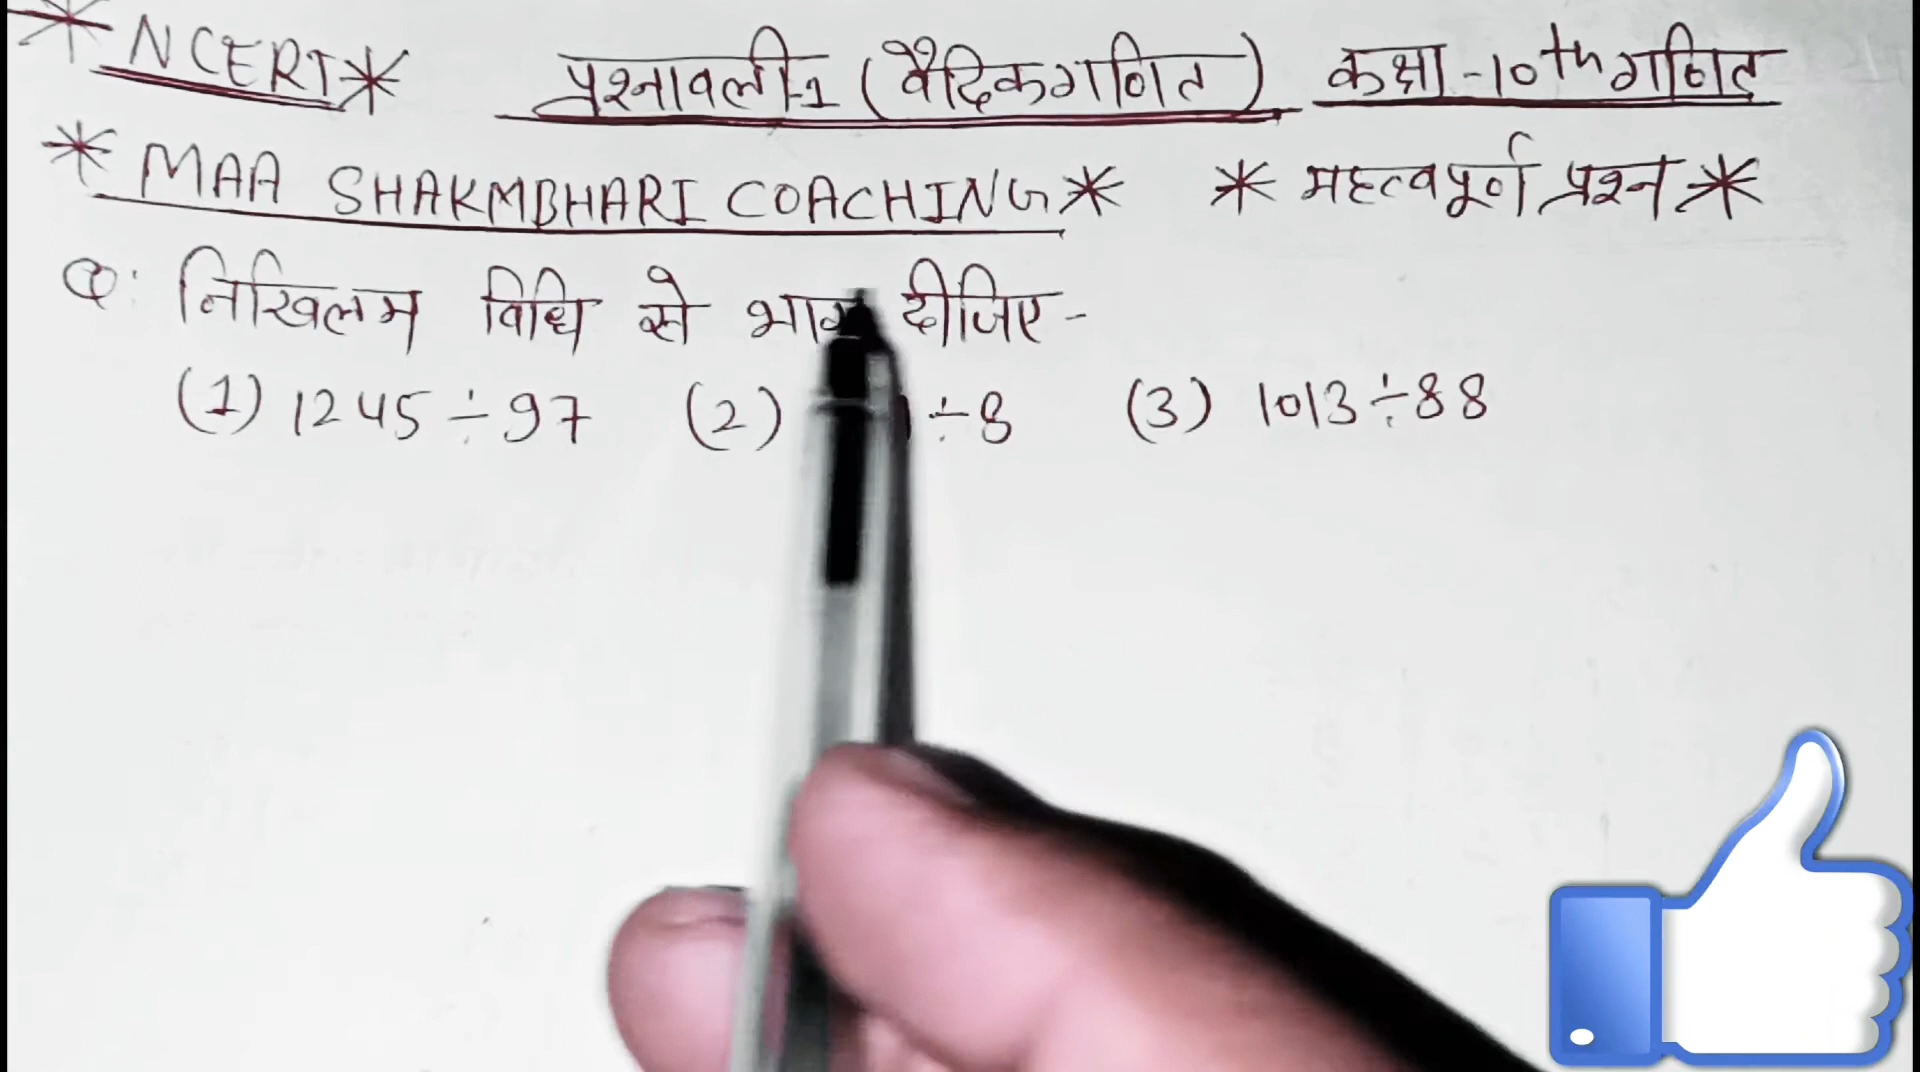 *NCERT* प्रश्नावली-1 (वैदिकगणित) कक्षा-10th गणित
*MAA SHAKMBHARI COACHING* *महत्वपूर्ण प्रश्न*
Q: निखिलम विधि से भाग दीजिए-
(1) 1245÷97 (2) ÷8 (3) 1013÷88